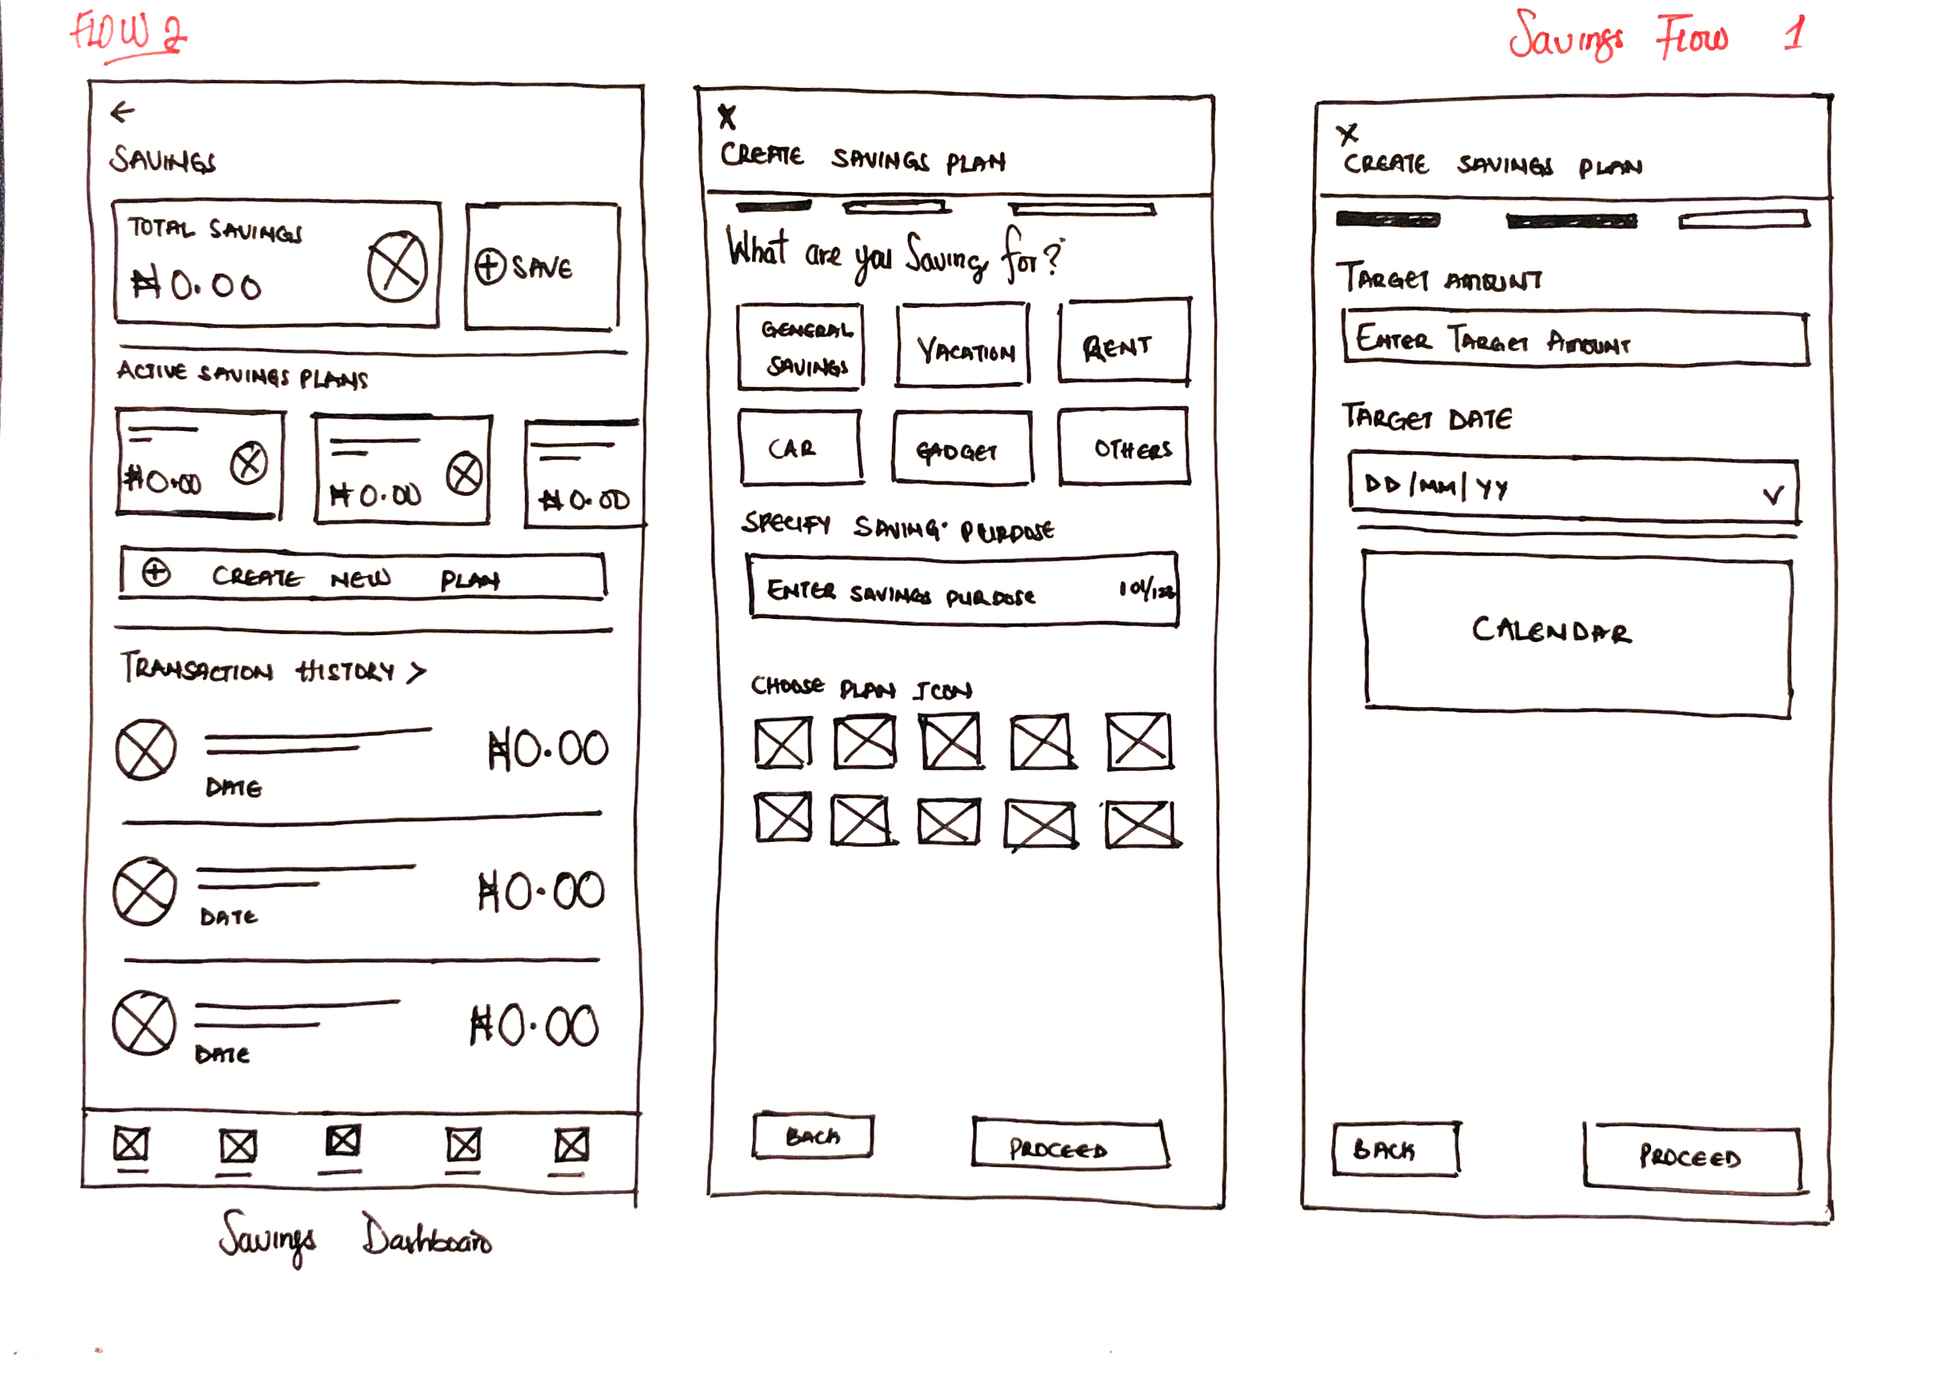 FLOW 2
Savings Flow 1
←
SAVINGS
TOTAL SAVINGS
₦0.00
+ SAVE
ACTIVE SAVINGS PLANS
₦0.00
₦0.00
₦0.00
+ CREATE NEW PLAN
TRANSACTION HISTORY >
₦0.00
DATE
₦0.00
DATE
₦0.00
DATE
Savings Dashboard
X
CREATE SAVINGS PLAN
What are you Saving for?
GENERAL
SAVINGS
VACATION
RENT
CAR
GADGET
OTHERS
SPECIFY SAVING PURPOSE
ENTER SAVINGS PURPOSE
CHOOSE PLAN ICON
BACK
PROCEED
X
CREATE SAVINGS PLAN
TARGET AMOUNT
ENTER TARGET AMOUNT
TARGET DATE
DD/MM/YY
CALENDAR
BACK
PROCEED